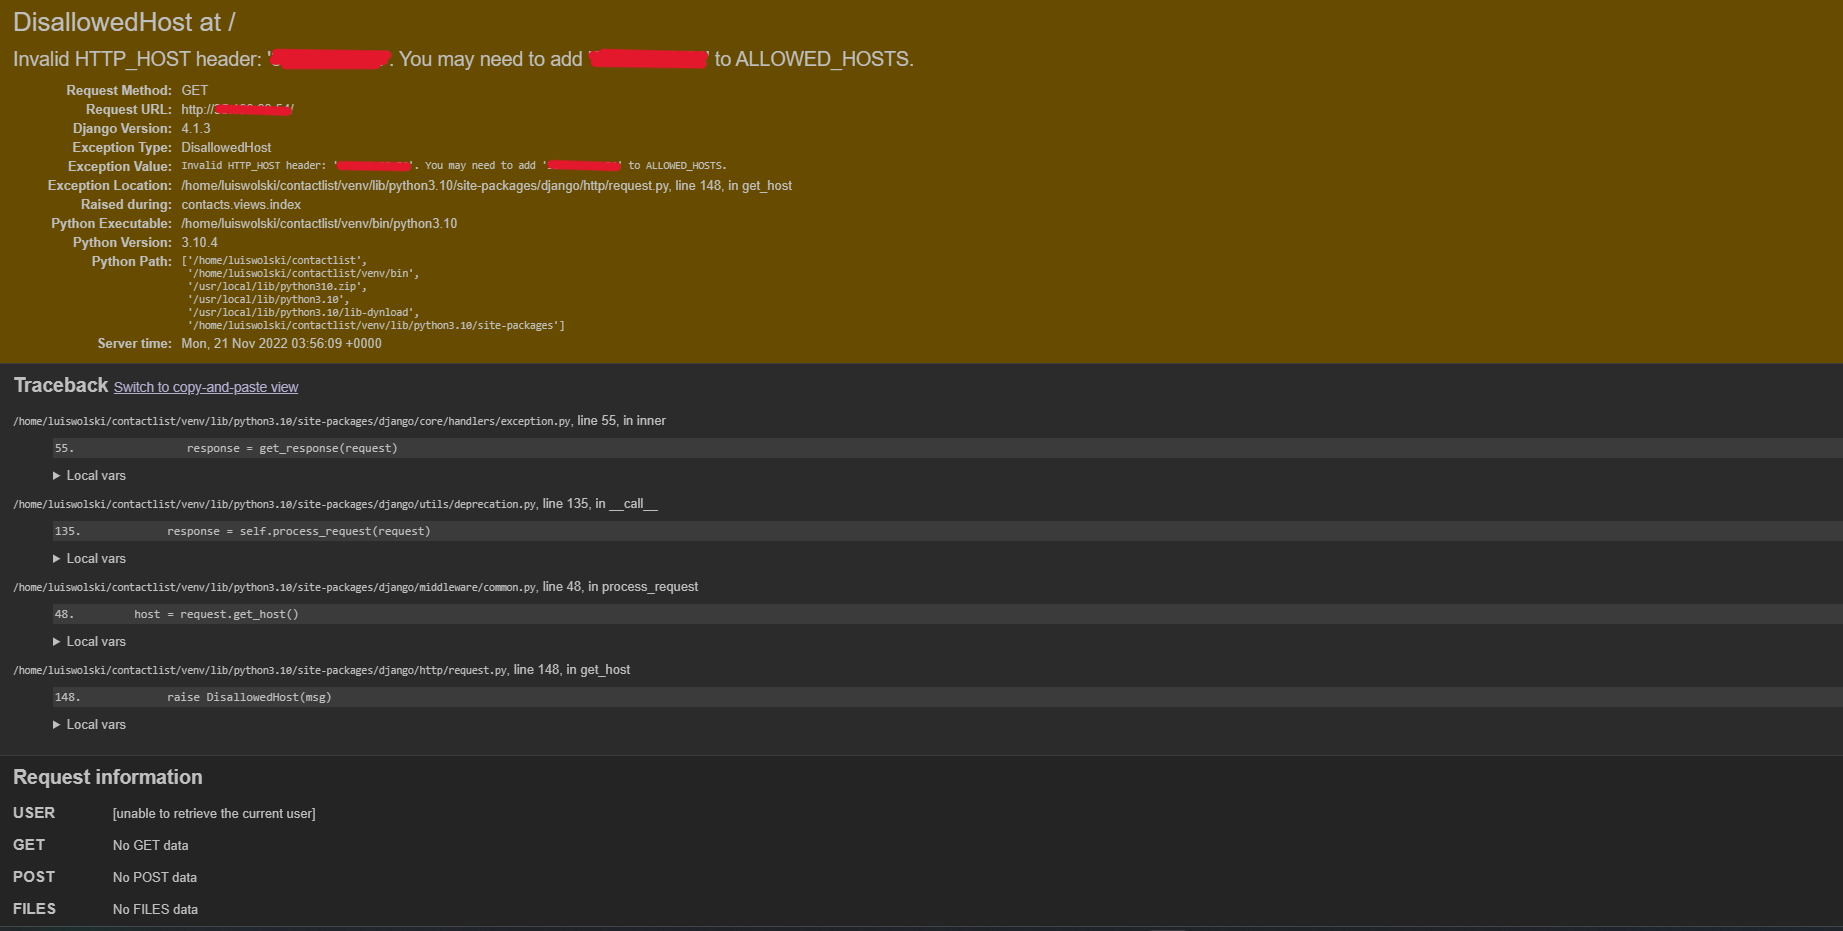 DisallowedHost at /
Invalid HTTP_HOST header: ' . You may need to add ' ' to ALLOWED_HOSTS.
Request Method: GET
Request URL: http:// /
Django Version: 4.1.3
Exception Type: DisallowedHost
Exception Value: Invalid HTTP_HOST header: ' '. You may need to add ' ' to ALLOWED_HOSTS.
Exception Location: /home/luiswolski/contactlist/venv/lib/python3.10/site-packages/django/http/request.py, line 148, in get_host
Raised during: contacts.views.index
Python Executable: /home/luiswolski/contactlist/venv/bin/python3.10
Python Version: 3.10.4
Python Path: ['/home/luiswolski/contactlist',
'/home/luiswolski/contactlist/venv/bin',
'/usr/local/lib/python310.zip',
'/usr/local/lib/python3.10',
'/usr/local/lib/python3.10/lib-dynload',
'/home/luiswolski/contactlist/venv/lib/python3.10/site-packages']
Server time: Mon, 21 Nov 2022 03:56:09 +0000
Traceback Switch to copy-and-paste view
/home/luiswolski/contactlist/venv/lib/python3.10/site-packages/django/core/handlers/exception.py, line 55, in inner
55. response = get_response(request)
▶ Local vars
/home/luiswolski/contactlist/venv/lib/python3.10/site-packages/django/utils/deprecation.py, line 135, in __call__
135. response = self.process_request(request)
▶ Local vars
/home/luiswolski/contactlist/venv/lib/python3.10/site-packages/django/middleware/common.py, line 48, in process_request
48. host = request.get_host()
▶ Local vars
/home/luiswolski/contactlist/venv/lib/python3.10/site-packages/django/http/request.py, line 148, in get_host
148. raise DisallowedHost(msg)
▶ Local vars
Request information
USER [unable to retrieve the current user]
GET No GET data
POST No POST data
FILES No FILES data